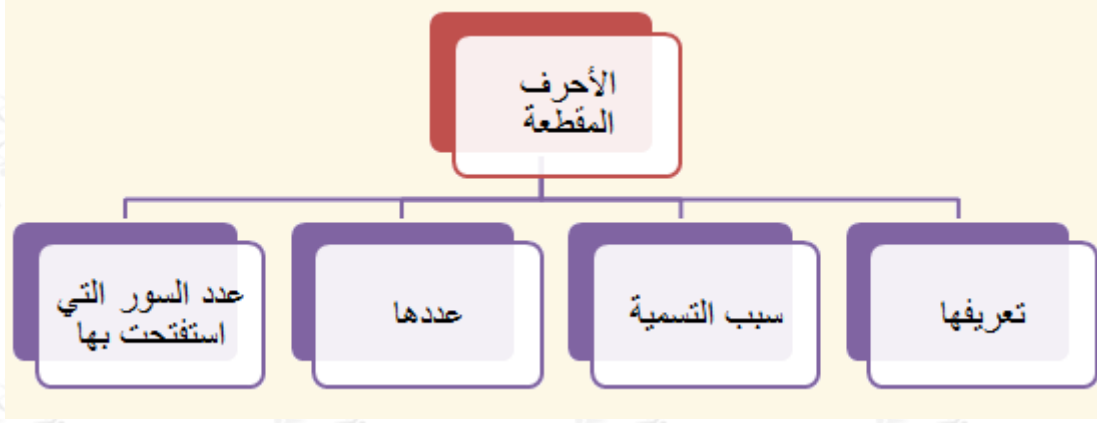 الأحرف
المقطعة
تعريفها
سبب التسمية
عددها
عدد السور التي
استفتحت بها